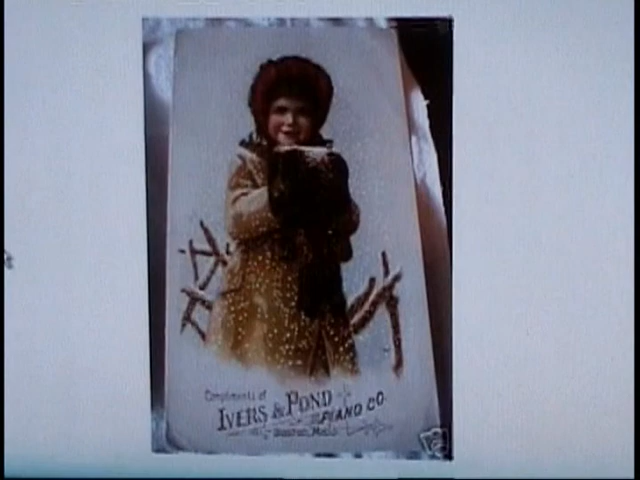 Compliments of
IVERS & POND
PIANO CO.
Boston, Mass.